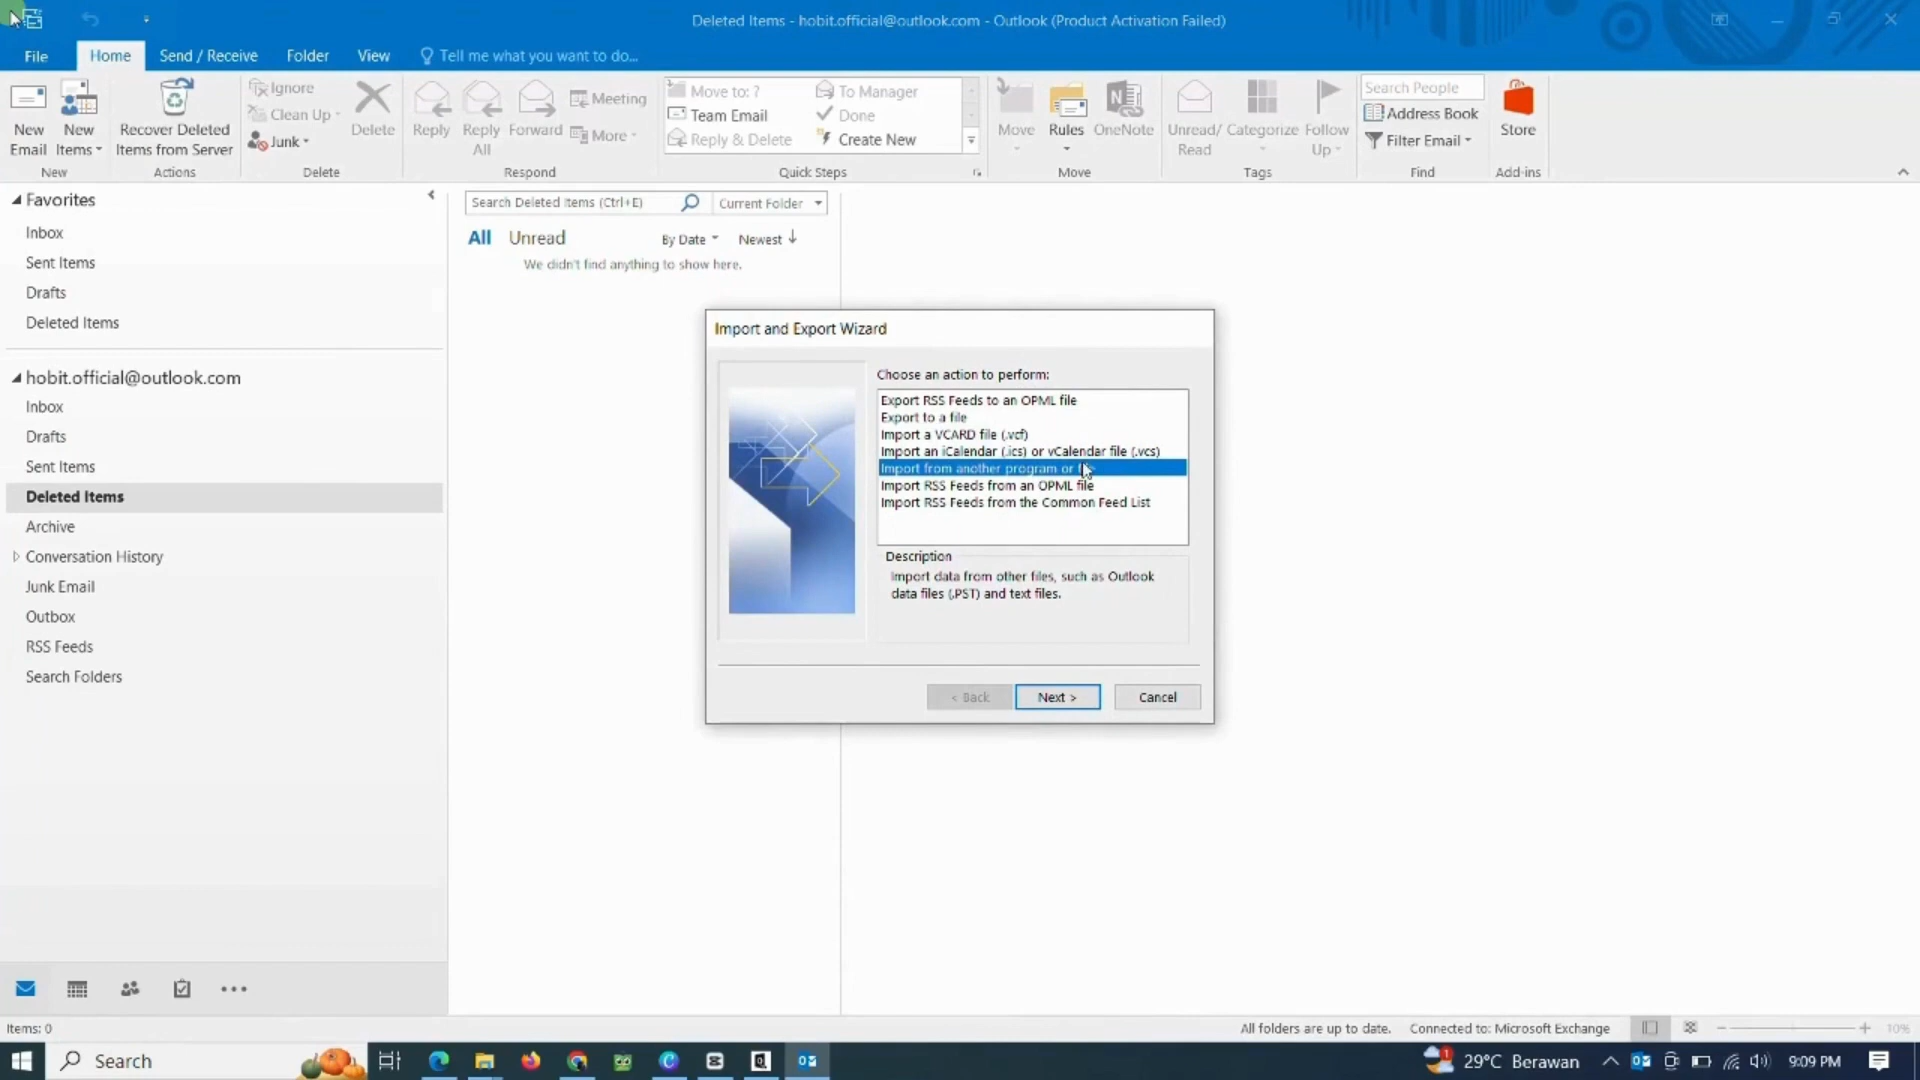 Deleted Items - hobit.official@outlook.com - Outlook (Product Activation Failed)
File Home Send / Receive Folder View Tell me what you want to do...
New Email
New Items
New
Recover Deleted Items from Server
Actions
Ignore
Clean Up
Junk
Delete
Delete
Reply
Reply All
Forward
Meeting
More
Respond
Move to: ?
Team Email
Reply & Delete
To Manager
Done
Create New
Quick Steps
Move
Rules
OneNote
Move
Unread/ Read
Categorize
Follow Up
Tags
Search People
Address Book
Filter Email
Find
Store
Add-ins
Favorites
Inbox
Sent Items
Drafts
Deleted Items
hobit.official@outlook.com
Inbox
Drafts
Sent Items
Deleted Items
Archive
Conversation History
Junk Email
Outbox
RSS Feeds
Search Folders
Search Deleted Items (Ctrl+E) Current Folder
All Unread By Date Newest
We didn't find anything to show here.
Import and Export Wizard
Choose an action to perform:
Export RSS Feeds to an OPML file
Export to a file
Import a VCARD file (.vcf)
Import an iCalendar (.ics) or vCalendar file (.vcs)
Import from another program or
Import RSS Feeds from an OPML file
Import RSS Feeds from the Common Feed List
Description
Import data from other files, such as Outlook
data files (.PST) and text files.
< Back Next > Cancel
Items: 0 All folders are up to date. Connected to: Microsoft Exchange 10%
Search 29°C Berawan 9:09 PM